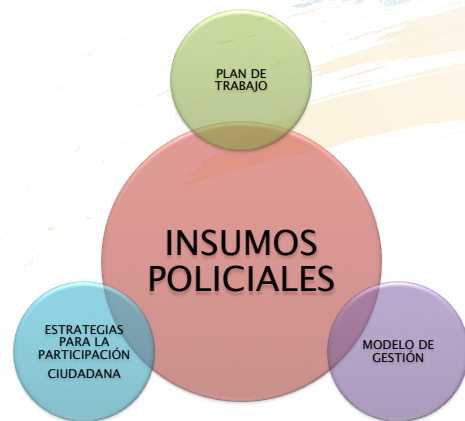 PLAN DE
TRABAJO
INSUMOS
POLICIALES
ESTRATEGIAS
PARA LA
PARTICIPACIÓN
CIUDADANA
MODELO DE
GESTIÓN